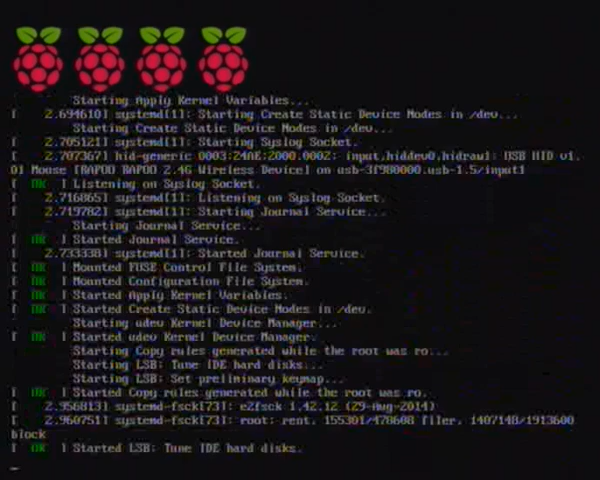 Starting Apply Kernel Variables...
[    2.694610] systemd[1]: Starting Create Static Device Modes in /dev...
Starting Create Static Device Modes in /dev...
[    2.705121] systemd[1]: Starting Syslog Socket.
[    2.707367] hid-generic 0003:24AE:2000.0002: input,hiddev0,hidraw1: USB HID v1.
0] Mouse [RAPOO RAPOO 2.4G Wireless Device] on usb-3f980000.usb-1.5/input1
[  OK  ] Listening on Syslog Socket.
[    2.716865] systemd[1]: Listening on Syslog Socket.
[    2.719782] systemd[1]: Starting Journal Service...
Starting Journal Service...
[  OK  ] Started Journal Service.
[    2.733338] systemd[1]: Started Journal Service.
[  OK  ] Mounted FUSE Control File System.
[  OK  ] Mounted Configuration File System.
[  OK  ] Started Apply Kernel Variables.
[  OK  ] Started Create Static Device Modes in /dev.
Starting udev Kernel Device Manager...
[  OK  ] Started udev Kernel Device Manager.
Starting Copy rules generated while the root was ro...
Starting LSB: Tune IDE hard disks...
Starting LSB: Set preliminary keymap...
[  OK  ] Started Copy rules generated while the root was ro.
[    2.956813] systemd-fsck[73]: e2fsck 1.42.12 (29-Aug-2014)
[    2.960751] systemd-fsck[73]: root: 155301/478608 1407148/1913600
block
[  OK  ] Started LSB: Tune IDE hard disks.